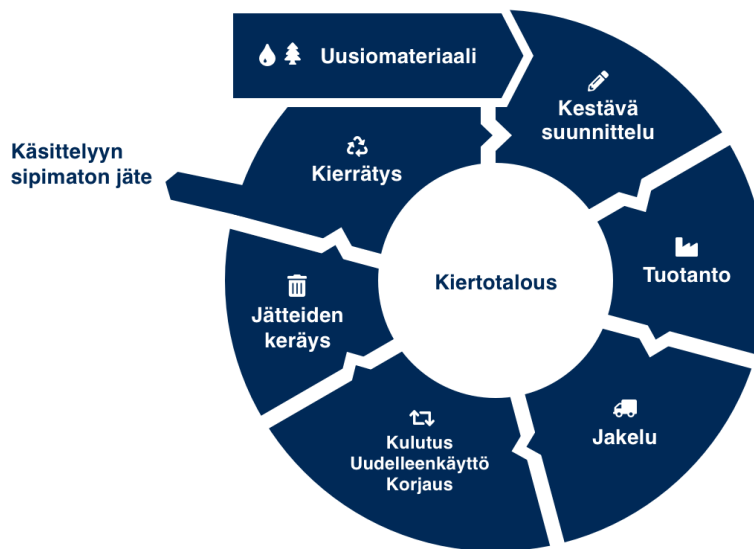 Uusiomateriaali
Kestävä
suunnittelu
Tuotanto
Jakelu
Kulutus
Uudelleenkäyttö
Korjaus
Jätteiden
keräys
Kierrätys
Käsittelyyn
sipimaton jäte
Kiertotalous